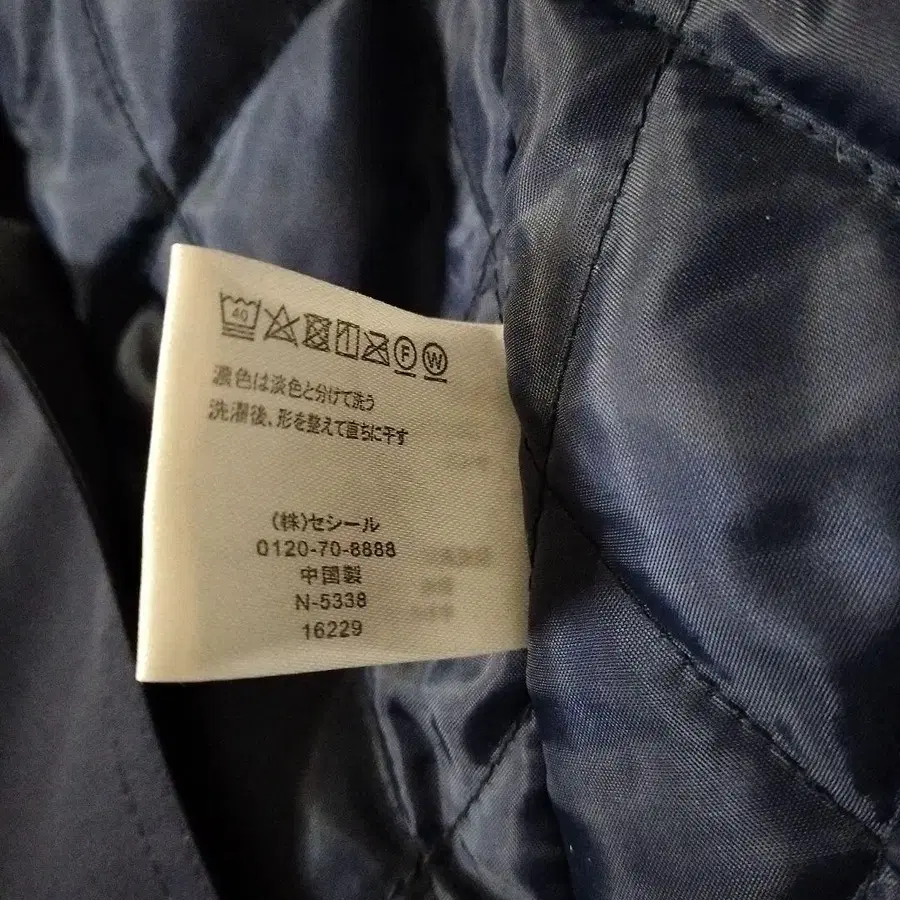 40 F W
濃色は淡色と分けて洗う
洗濯後、形を整えて直ちに干す
(株)セシール
0120-70-8888
中国製
N-5338
16229